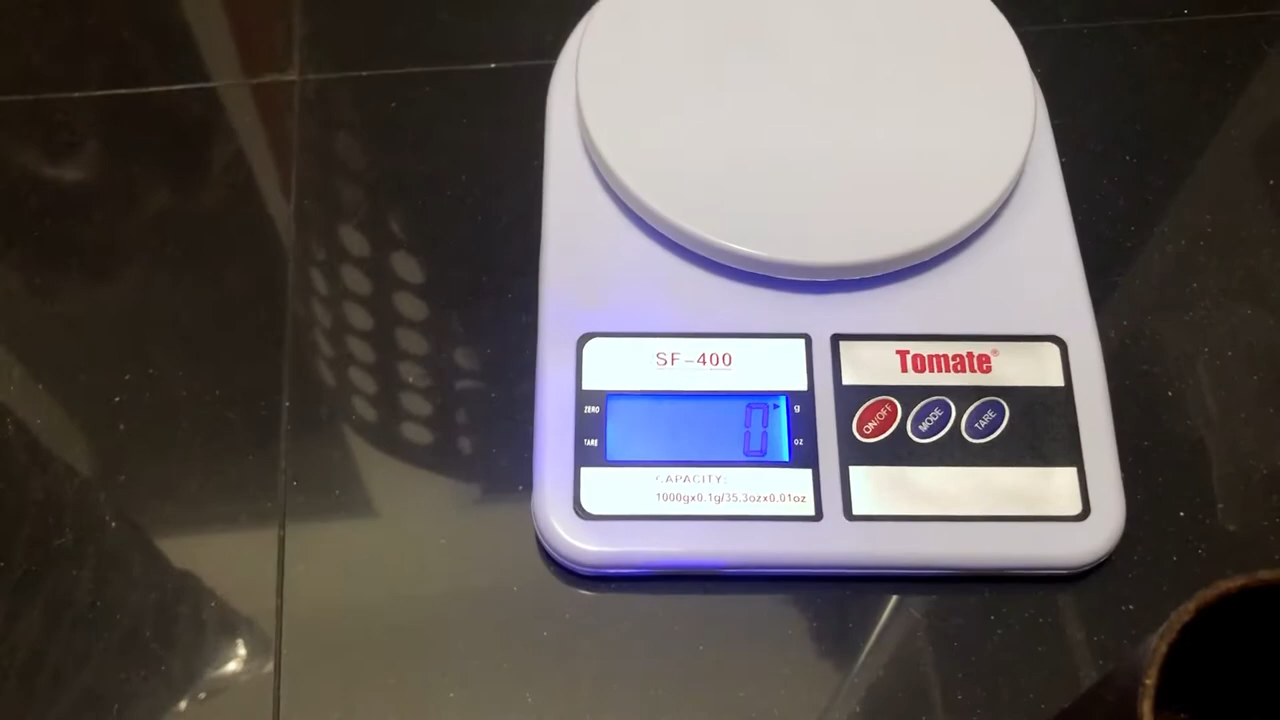 SF-400
ZERO
TARE
0
g
oz
CAPACITY:
1000gx0.1g/35.3ozx0.01oz
Tomate®
ON/OFF
MODE
TARE